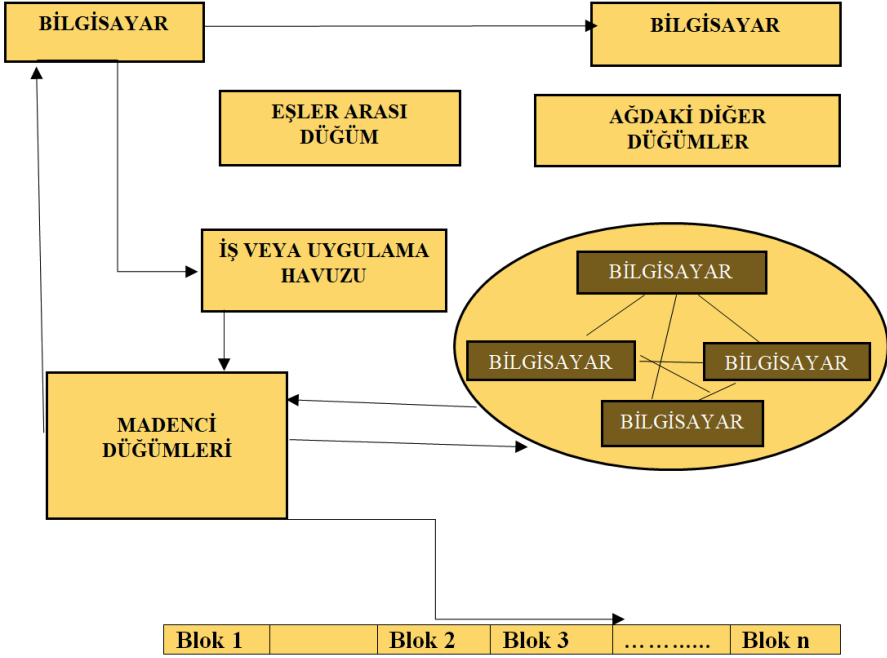 BİLGİSAYAR
BİLGİSAYAR
EŞLER ARASI
DÜĞÜM
AĞDAKİ DİĞER
DÜĞÜMLER
İŞ VEYA UYGULAMA
HAVUZU
BİLGİSAYAR
BİLGİSAYAR
BİLGİSAYAR
BİLGİSAYAR
MADENCİ
DÜĞÜMLERİ
Blok 1
Blok 2
Blok 3
…………
Blok n